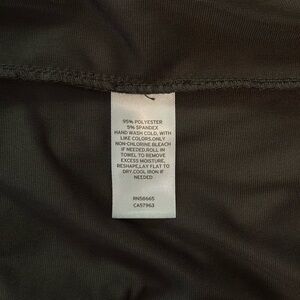 95% POLYESTER
5% SPANDEX
HAND WASH COLD, WITH
LIKE COLORS.ONLY
NON-CHLORINE BLEACH
IF NEEDED.ROLL IN
TOWEL TO REMOVE
EXCESS MOISTURE,
RESHAPE,LAY FLAT TO
DRY.COOL IRON IF
NEEDED
RN58665
CA57963